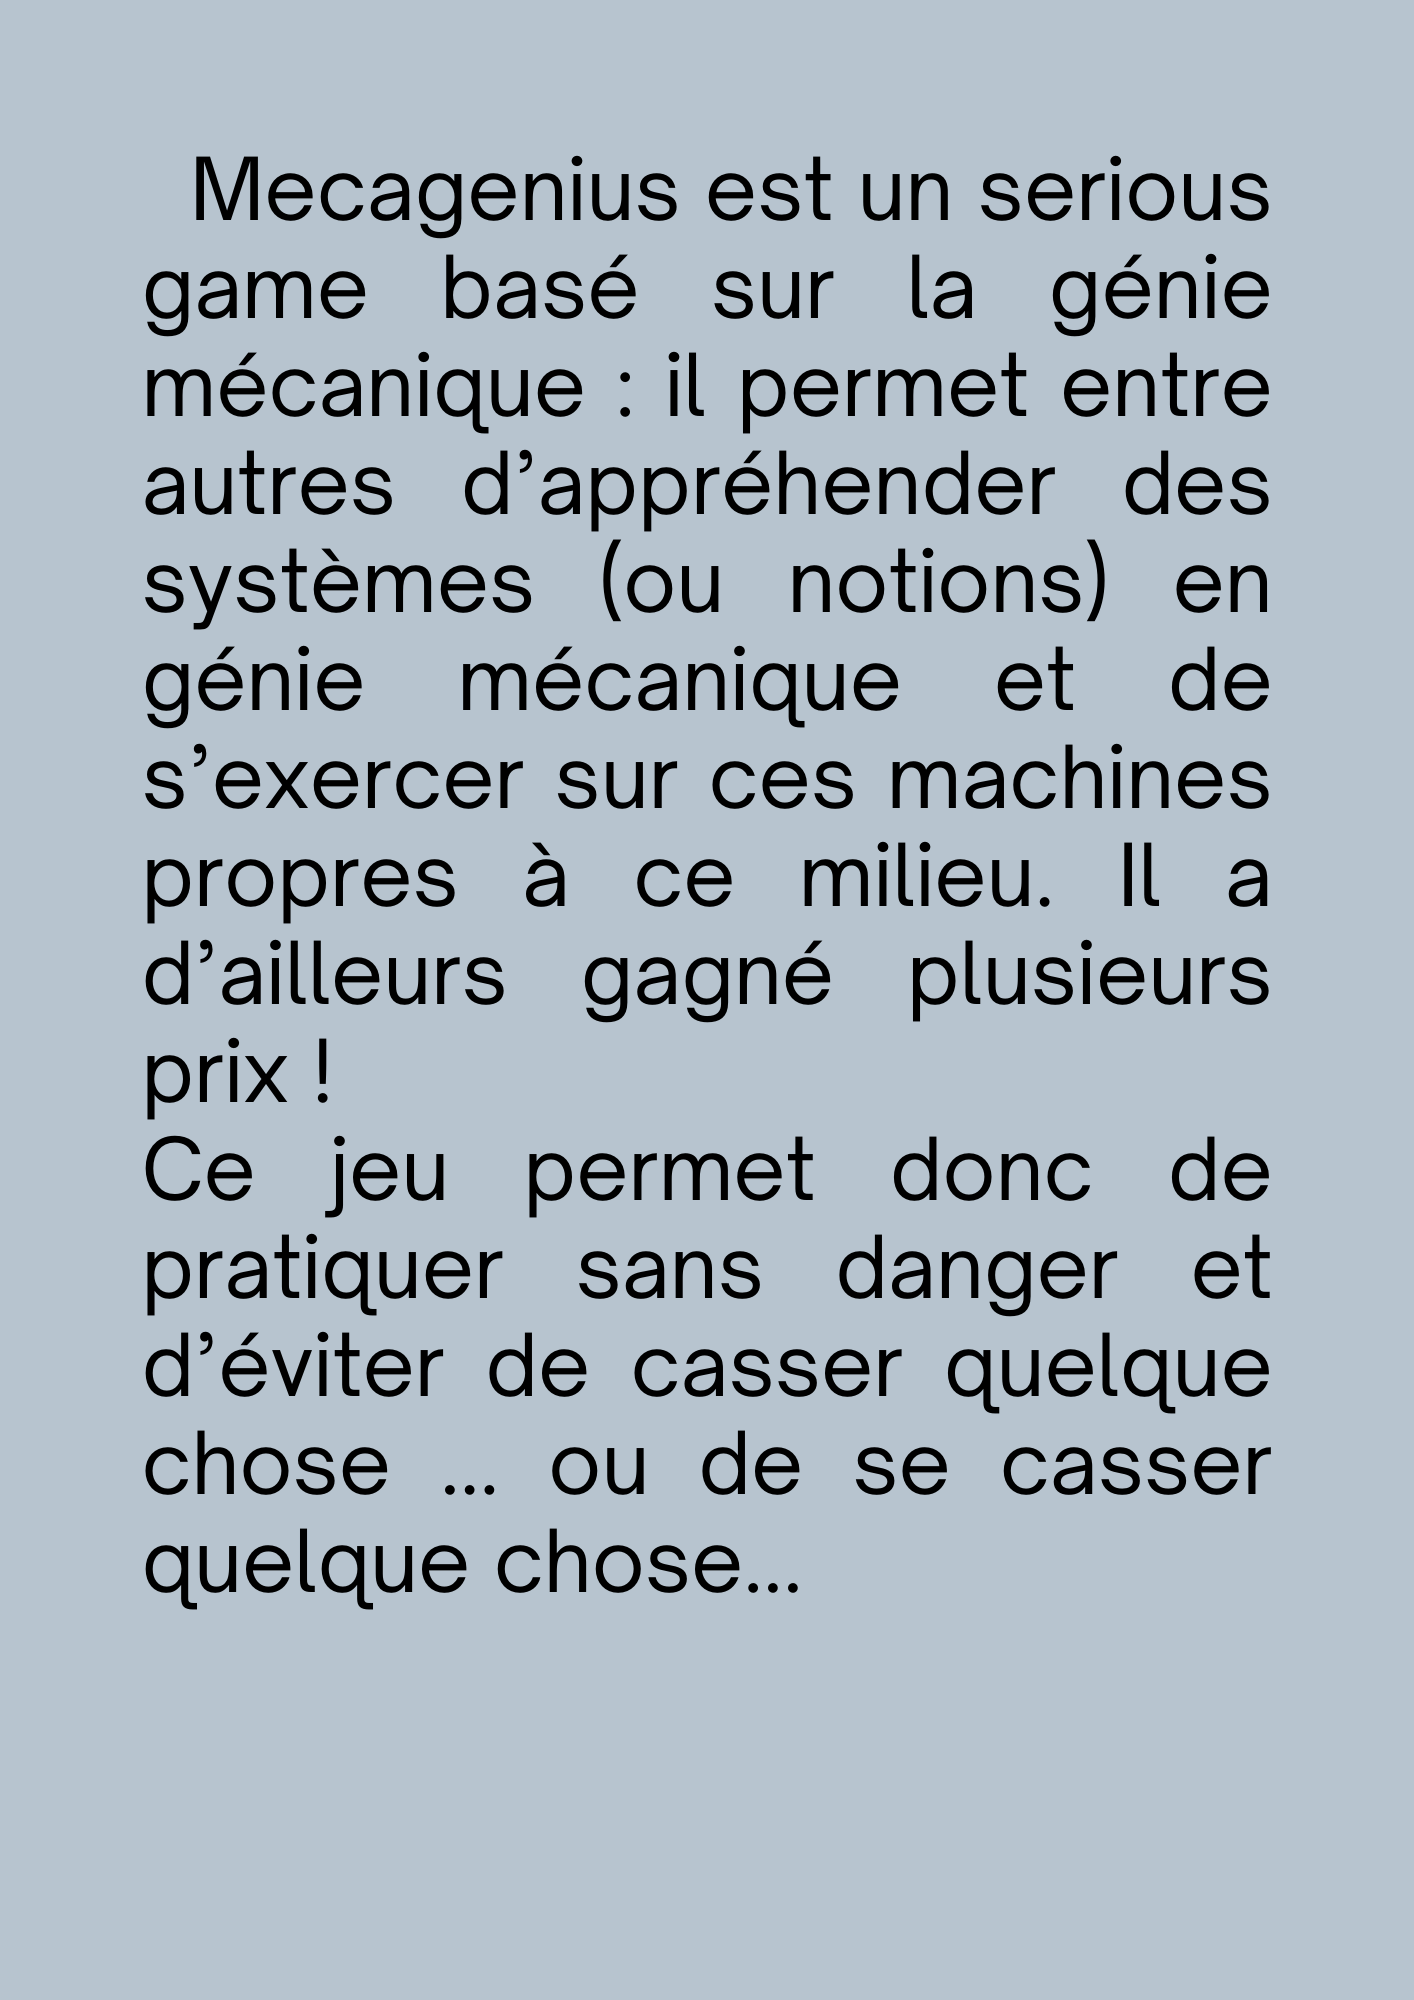 Mecagenius est un serious
game basé sur la génie
mécanique : il permet entre
autres d’appréhender des
systèmes (ou notions) en
génie mécanique et de
s’exercer sur ces machines
propres à ce milieu. Il a
d’ailleurs gagné plusieurs
prix !
Ce jeu permet donc de
pratiquer sans danger et
d’éviter de casser quelque
chose ... ou de se casser
quelque chose...